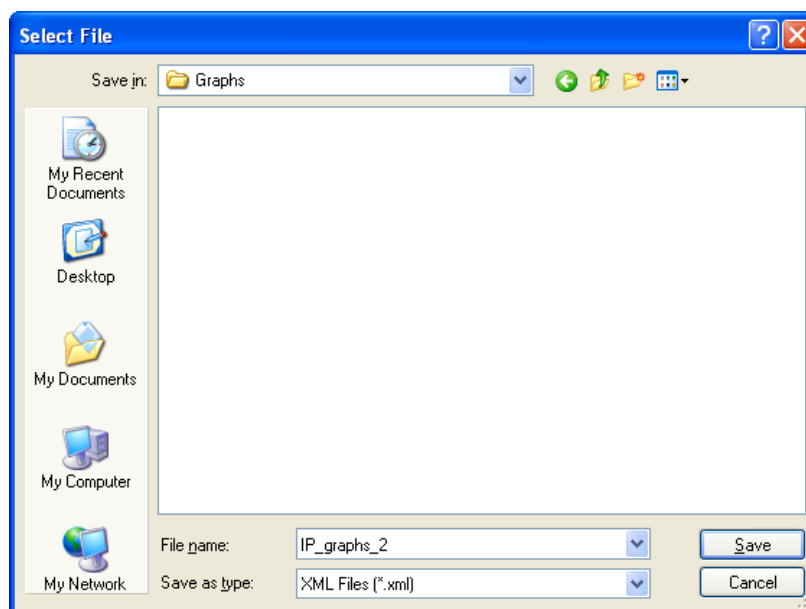 Select File
Save in: Graphs
My Recent
Documents
Desktop
My Documents
My Computer
My Network
File name: IP_graphs_2 Save
Save as type: XML Files (*.xml) Cancel